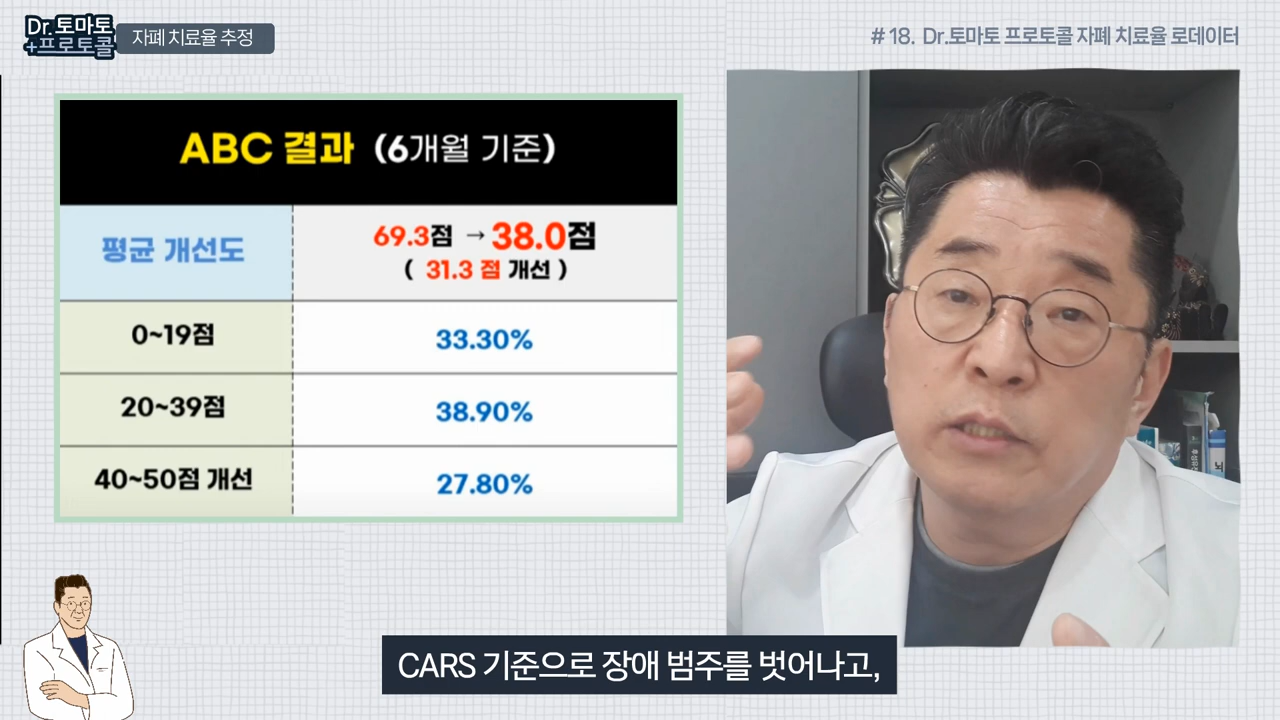 Dr.토마토
+프로토콜
자폐 치료율 추정
# 18. Dr.토마토 프로토콜 자폐 치료율 로데이터
ABC 결과 (6개월 기준)
평균 개선도
69.3점 → 38.0점
( 31.3 점 개선 )
0~19점
33.30%
20~39점
38.90%
40~50점 개선
27.80%
CARS 기준으로 장애 범주를 벗어나고,